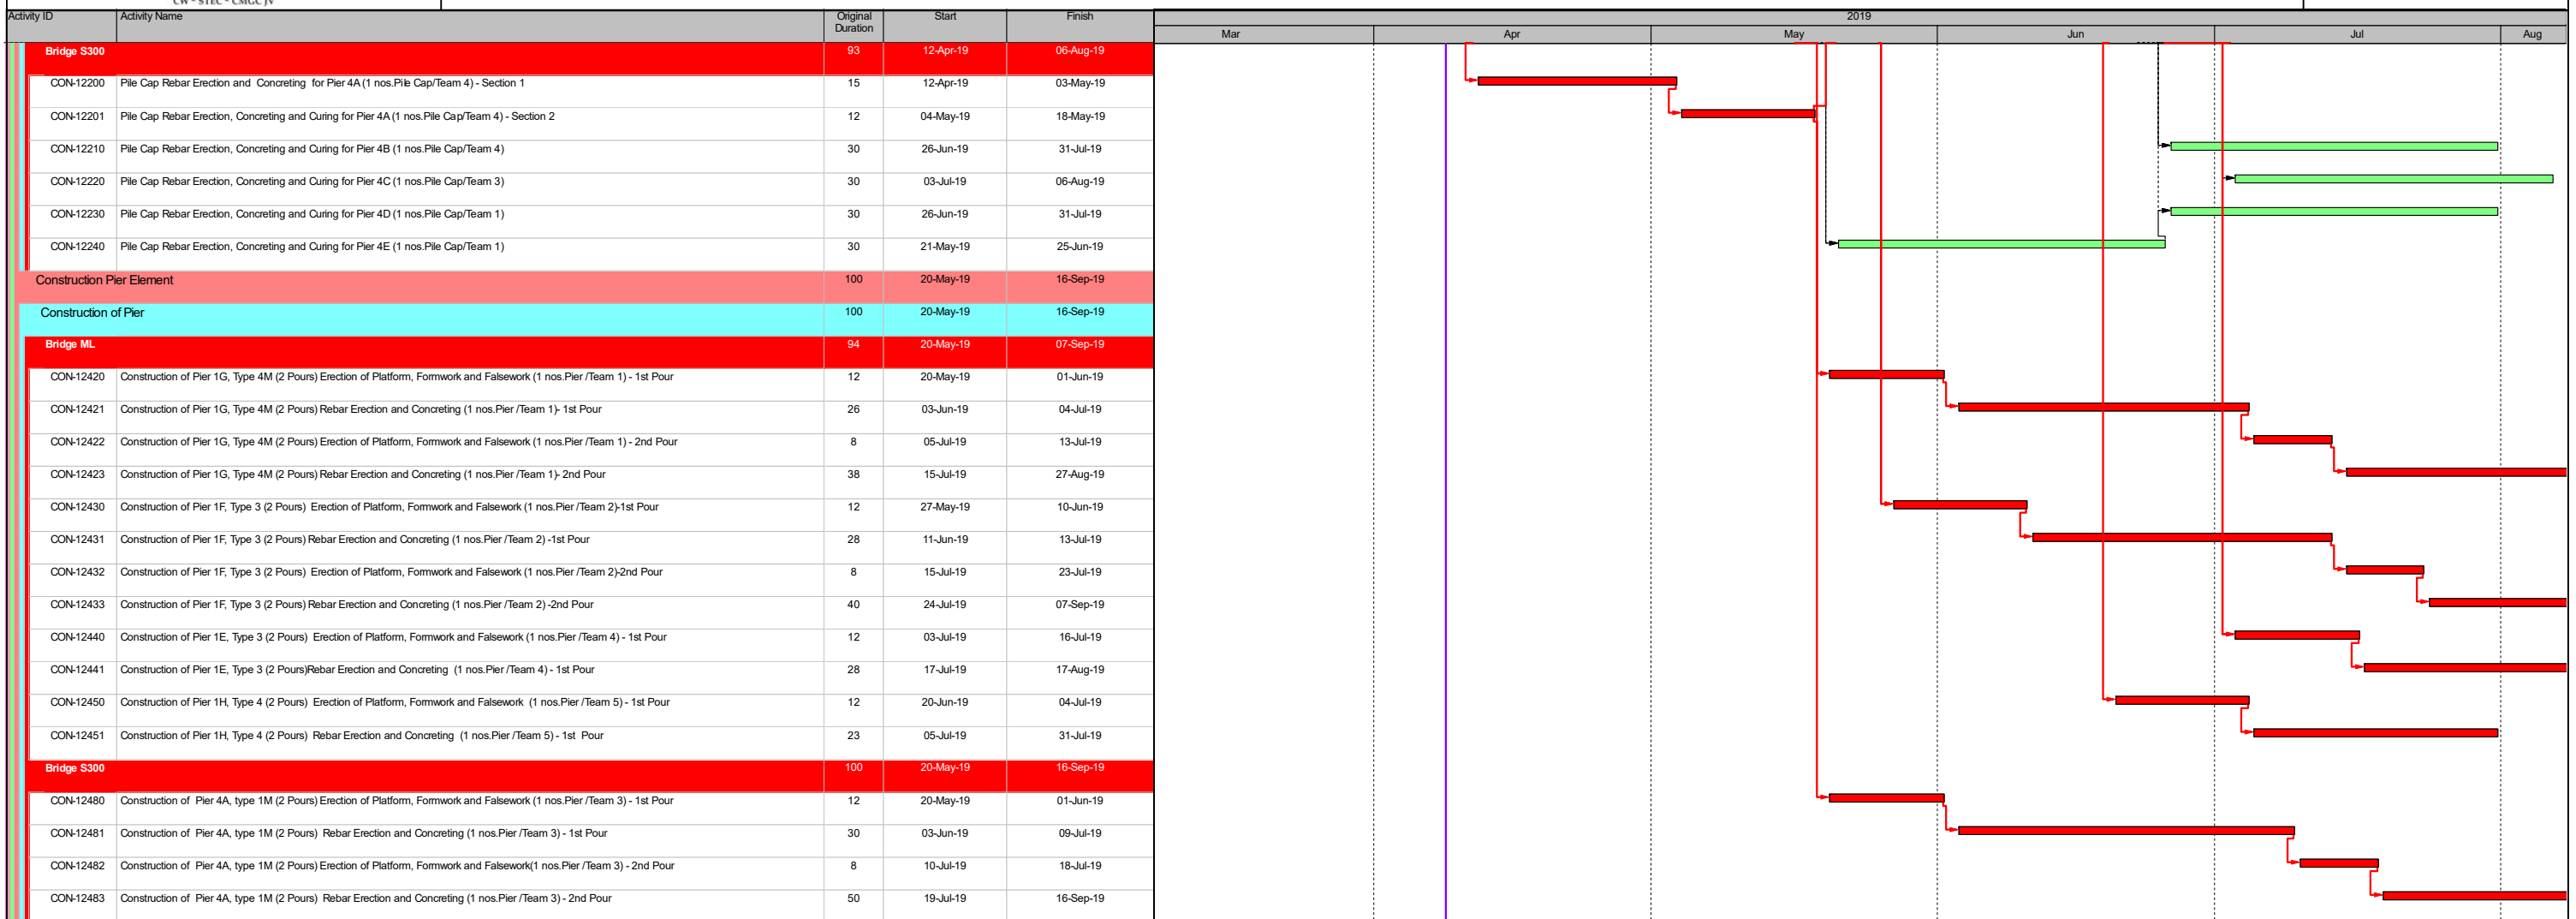 CW - STEC - CMGC JV
Activity ID Activity Name Original Duration Start Finish 2019
Mar Apr May Jun Jul Aug
Bridge S300 93 12-Apr-19 06-Aug-19
CON-12200 Pile Cap Rebar Erection and Concreting for Pier 4A (1 nos.Pile Cap/Team 4) - Section 1 15 12-Apr-19 03-May-19
CON-12201 Pile Cap Rebar Erection, Concreting and Curing for Pier 4A (1 nos.Pile Cap/Team 4) - Section 2 12 04-May-19 18-May-19
CON-12210 Pile Cap Rebar Erection, Concreting and Curing for Pier 4B (1 nos.Pile Cap/Team 4) 30 26-Jun-19 31-Jul-19
CON-12220 Pile Cap Rebar Erection, Concreting and Curing for Pier 4C (1 nos.Pile Cap/Team 3) 30 03-Jul-19 06-Aug-19
CON-12230 Pile Cap Rebar Erection, Concreting and Curing for Pier 4D (1 nos.Pile Cap/Team 1) 30 26-Jun-19 31-Jul-19
CON-12240 Pile Cap Rebar Erection, Concreting and Curing for Pier 4E (1 nos.Pile Cap/Team 1) 30 21-May-19 25-Jun-19
Construction Pier Element 100 20-May-19 16-Sep-19
Construction of Pier 100 20-May-19 16-Sep-19
Bridge ML 94 20-May-19 07-Sep-19
CON-12420 Construction of Pier 1G, Type 4M (2 Pours) Erection of Platform, Formwork and Falsework (1 nos.Pier /Team 1) - 1st Pour 12 20-May-19 01-Jun-19
CON-12421 Construction of Pier 1G, Type 4M (2 Pours) Rebar Erection and Concreting (1 nos.Pier /Team 1)- 1st Pour 26 03-Jun-19 04-Jul-19
CON-12422 Construction of Pier 1G, Type 4M (2 Pours) Erection of Platform, Formwork and Falsework (1 nos.Pier /Team 1) - 2nd Pour 8 05-Jul-19 13-Jul-19
CON-12423 Construction of Pier 1G, Type 4M (2 Pours) Rebar Erection and Concreting (1 nos.Pier /Team 1)- 2nd Pour 38 15-Jul-19 27-Aug-19
CON-12430 Construction of Pier 1F, Type 3 (2 Pours) Erection of Platform, Formwork and Falsework (1 nos.Pier /Team 2)-1st Pour 12 27-May-19 10-Jun-19
CON-12431 Construction of Pier 1F, Type 3 (2 Pours) Rebar Erection and Concreting (1 nos.Pier /Team 2) -1st Pour 28 11-Jun-19 13-Jul-19
CON-12432 Construction of Pier 1F, Type 3 (2 Pours) Erection of Platform, Formwork and Falsework (1 nos.Pier /Team 2)-2nd Pour 8 15-Jul-19 23-Jul-19
CON-12433 Construction of Pier 1F, Type 3 (2 Pours) Rebar Erection and Concreting (1 nos.Pier /Team 2) -2nd Pour 40 24-Jul-19 07-Sep-19
CON-12440 Construction of Pier 1E, Type 3 (2 Pours) Erection of Platform, Formwork and Falsework (1 nos.Pier /Team 4) - 1st Pour 12 03-Jul-19 16-Jul-19
CON-12441 Construction of Pier 1E, Type 3 (2 Pours)Rebar Erection and Concreting (1 nos.Pier /Team 4) - 1st Pour 28 17-Jul-19 17-Aug-19
CON-12450 Construction of Pier 1H, Type 4 (2 Pours) Erection of Platform, Formwork and Falsework (1 nos.Pier /Team 5) - 1st Pour 12 20-Jun-19 04-Jul-19
CON-12451 Construction of Pier 1H, Type 4 (2 Pours) Rebar Erection and Concreting (1 nos.Pier /Team 5) - 1st Pour 23 05-Jul-19 31-Jul-19
Bridge S300 100 20-May-19 16-Sep-19
CON-12480 Construction of Pier 4A, type 1M (2 Pours) Erection of Platform, Formwork and Falsework (1 nos.Pier /Team 3) - 1st Pour 12 20-May-19 01-Jun-19
CON-12481 Construction of Pier 4A, type 1M (2 Pours) Rebar Erection and Concreting (1 nos.Pier /Team 3) - 1st Pour 30 03-Jun-19 09-Jul-19
CON-12482 Construction of Pier 4A, type 1M (2 Pours) Erection of Platform, Formwork and Falsework(1 nos.Pier /Team 3) - 2nd Pour 8 10-Jul-19 18-Jul-19
CON-12483 Construction of Pier 4A, type 1M (2 Pours) Rebar Erection and Concreting (1 nos.Pier /Team 3) - 2nd Pour 50 19-Jul-19 16-Sep-19